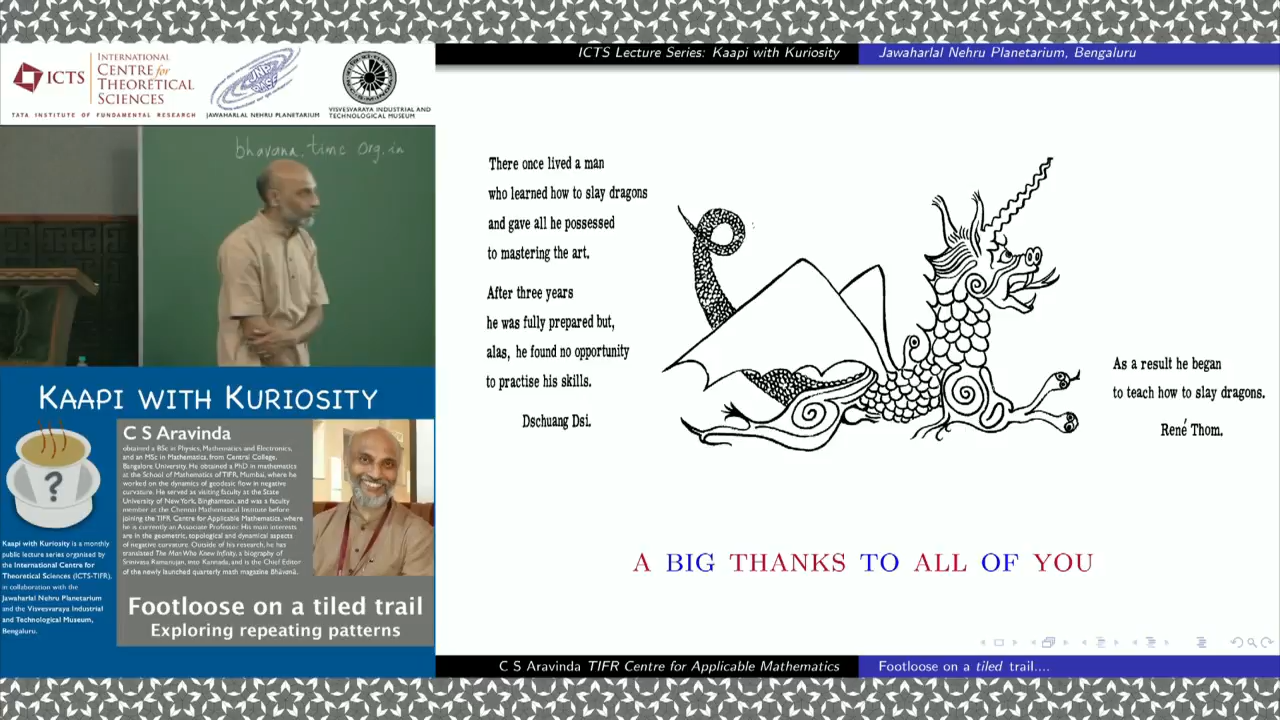 ICTS
INTERNATIONAL
CENTRE for
THEORETICAL
SCIENCES
TATA INSTITUTE OF FUNDAMENTAL RESEARCH
JAWAHARLAL NEHRU PLANETARIUM
VISVESVARAYA INDUSTRIAL AND
TECHNOLOGICAL MUSEUM
bhavana.timc.org.in
KAAPI WITH KURIOSITY
?
Kaapi with Kuriosity is a monthly
public lecture series organised by
the International Centre for
Theoretical Sciences (ICTS-TIFR),
in collaboration with the
Jawaharlal Nehru Planetarium
and the Visvesvaraya Industrial
and Technological Museum,
Bengaluru.
C S Aravinda
obtained a BSc in Physics, Mathematics and Electronics,
and an MSc in Mathematics, from Central College,
Bangalore University. He obtained a PhD in mathematics
at the School of Mathematics of TIFR, Mumbai, where he
worked on the dynamics of geodesic flow in negative
curvature. He served as visiting faculty at the State
University of New York, Binghamton, and was a faculty
member at the Chennai Mathematical Institute before
joining the TIFR Centre for Applicable Mathematics, where
he is currently an Associate Professor. His main interests
are in the geometric, topological and dynamical aspects
of negative curvature. Outside of his research, he has
translated The Man Who Knew Infinity, a biography of
Srinivasa Ramanujan, into Kannada, and is the Chief Editor
of the newly launched quarterly math magazine Bhāvanā.
Footloose on a tiled trail
Exploring repeating patterns
ICTS Lecture Series: Kaapi with Kuriosity
Jawaharlal Nehru Planetarium, Bengaluru
There once lived a man
who learned how to slay dragons
and gave all he possessed
to mastering the art.
After three years
he was fully prepared but,
alas, he found no opportunity
to practise his skills.
Dschuang Dsi.
As a result he began
to teach how to slay dragons.
René Thom.
A BIG THANKS TO ALL OF YOU
C S Aravinda TIFR Centre for Applicable Mathematics
Footloose on a tiled trail....